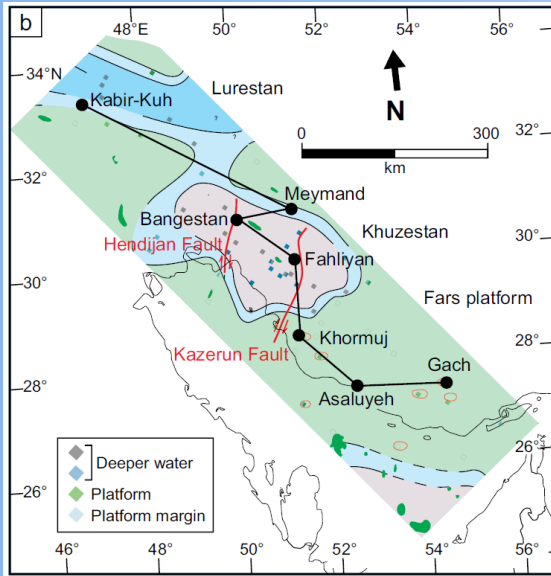 b
48°E
50°
52°
54°
56°
34°N
Kabir-Kuh
Lurestan
N
0
300
km
32°
32°
Meymand
Bangestan
Khuzestan
30°
Hendijan Fault
Fahliyan
30°
Fars platform
28°
Khormuj
Kazerun Fault
Gach
28°
Asaluyeh
26°
Deeper water
Platform
Platform margin
26°
46°
48°
50°
52°
54°